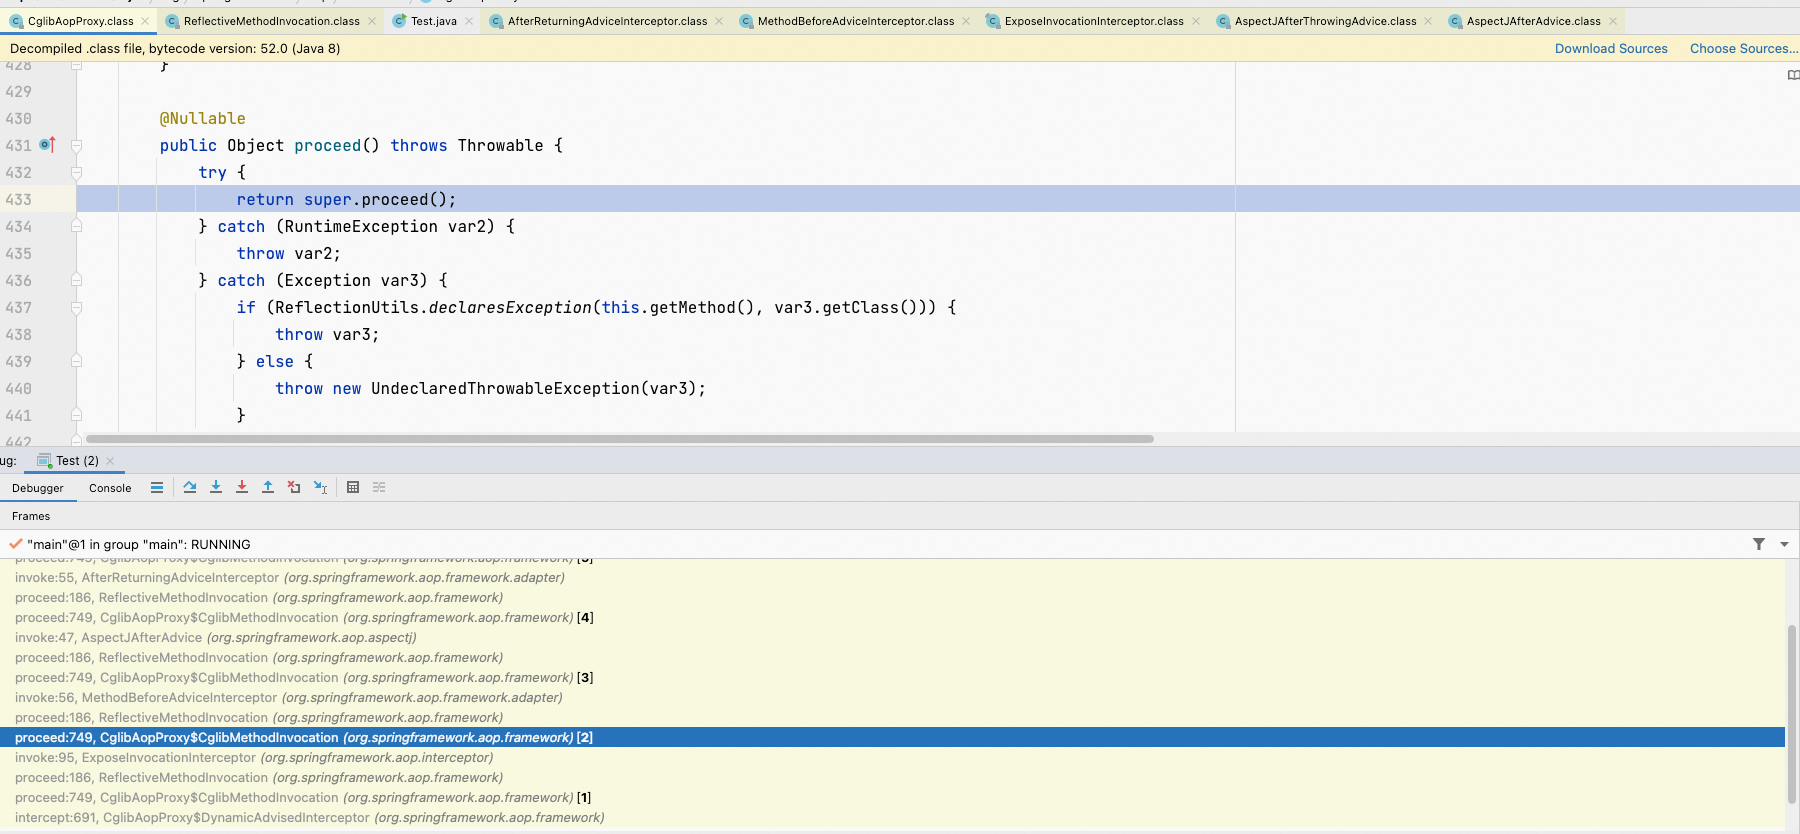 CglibAopProxy.class ReflectiveMethodInvocation.class Test.java AfterReturningAdviceInterceptor.class MethodBeforeAdviceInterceptor.class ExposeInvocationInterceptor.class AspectJAfterThrowingAdvice.class AspectJAfterAdvice.class
Decompiled .class file, bytecode version: 52.0 (Java 8) Download Sources Choose Sources...
428 }
429
430 @Nullable
431 public Object proceed() throws Throwable {
432 try {
433 return super.proceed();
434 } catch (RuntimeException var2) {
435 throw var2;
436 } catch (Exception var3) {
437 if (ReflectionUtils.declaresException(this.getMethod(), var3.getClass())) {
438 throw var3;
439 } else {
440 throw new UndeclaredThrowableException(var3);
441 }
442
ug: Test (2)
Debugger Console
Frames
"main"@1 in group "main": RUNNING
proceed:749, CglibAopProxy$CglibMethodInvocation (org.springframework.aop.framework) [5]
invoke:55, AfterReturningAdviceInterceptor (org.springframework.aop.framework.adapter)
proceed:186, ReflectiveMethodInvocation (org.springframework.aop.framework)
proceed:749, CglibAopProxy$CglibMethodInvocation (org.springframework.aop.framework) [4]
invoke:47, AspectJAfterAdvice (org.springframework.aop.aspectj)
proceed:186, ReflectiveMethodInvocation (org.springframework.aop.framework)
proceed:749, CglibAopProxy$CglibMethodInvocation (org.springframework.aop.framework) [3]
invoke:56, MethodBeforeAdviceInterceptor (org.springframework.aop.framework.adapter)
proceed:186, ReflectiveMethodInvocation (org.springframework.aop.framework)
proceed:749, CglibAopProxy$CglibMethodInvocation (org.springframework.aop.framework) [2]
invoke:95, ExposeInvocationInterceptor (org.springframework.aop.interceptor)
proceed:186, ReflectiveMethodInvocation (org.springframework.aop.framework)
proceed:749, CglibAopProxy$CglibMethodInvocation (org.springframework.aop.framework) [1]
intercept:691, CglibAopProxy$DynamicAdvisedInterceptor (org.springframework.aop.framework)